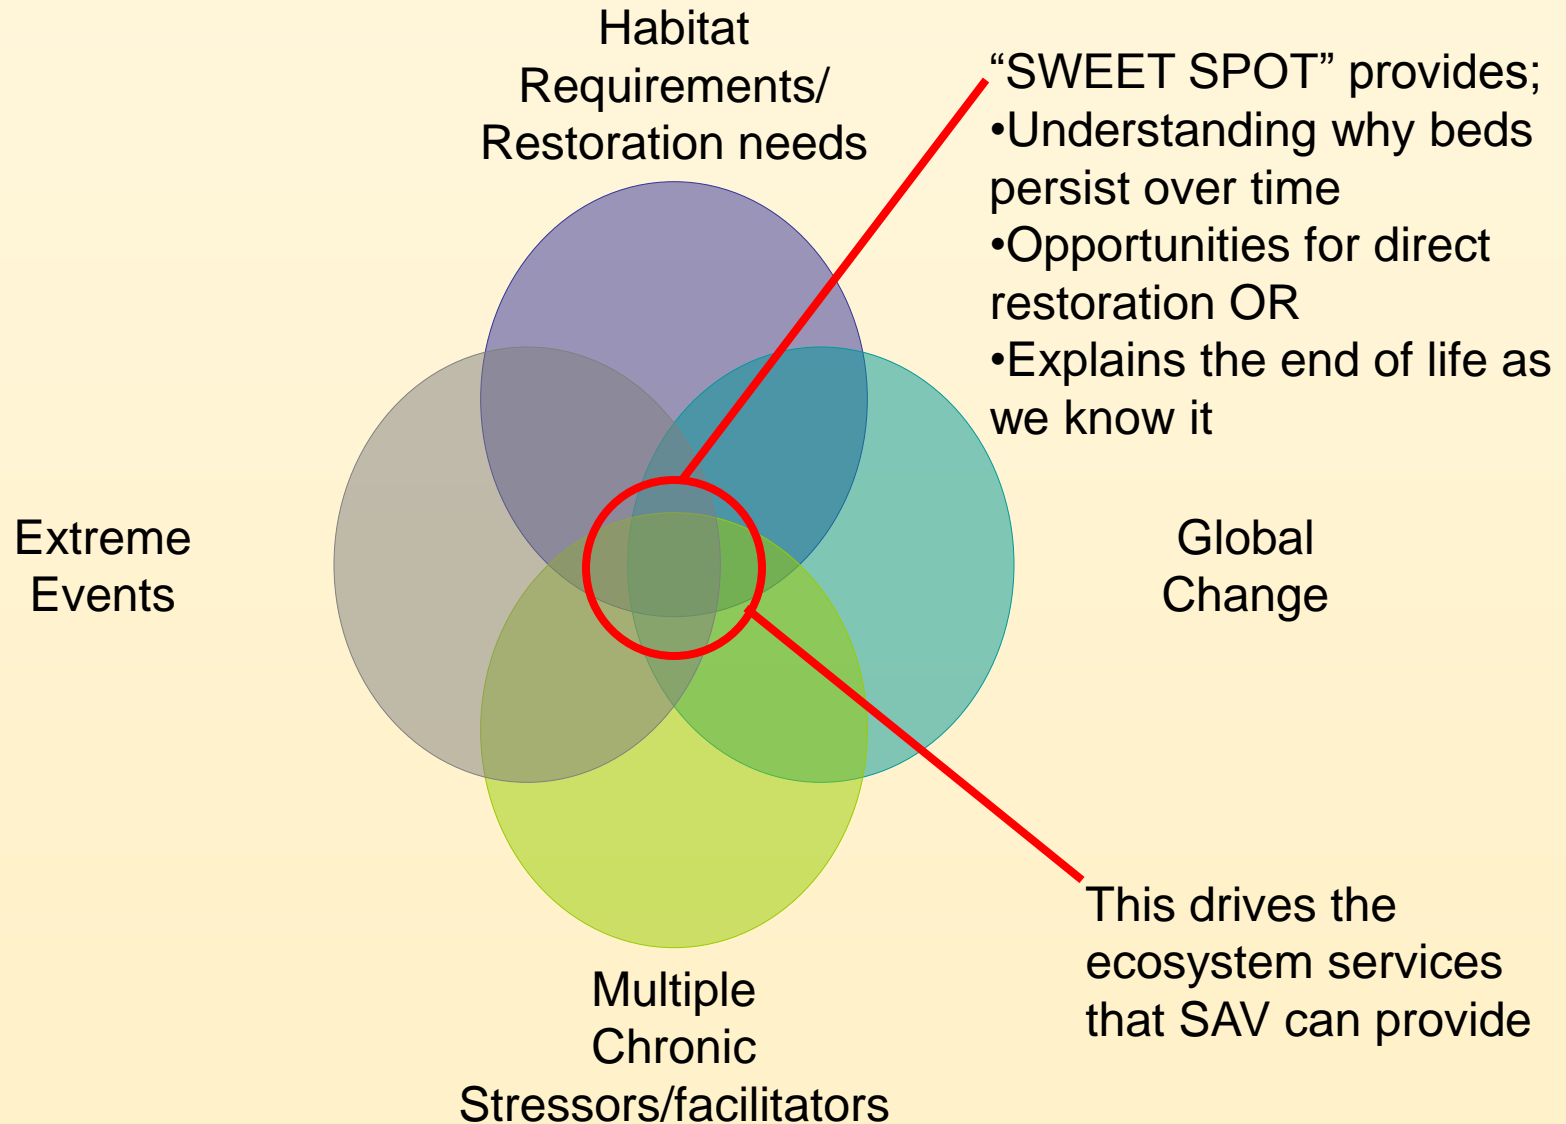 Habitat
Requirements/
Restoration needs
“SWEET SPOT” provides;
•Understanding why beds
persist over time
•Opportunities for direct
restoration OR
•Explains the end of life as
we know it
Extreme
Events
Global
Change
This drives the
ecosystem services
that SAV can provide
Multiple
Chronic
Stressors/facilitators